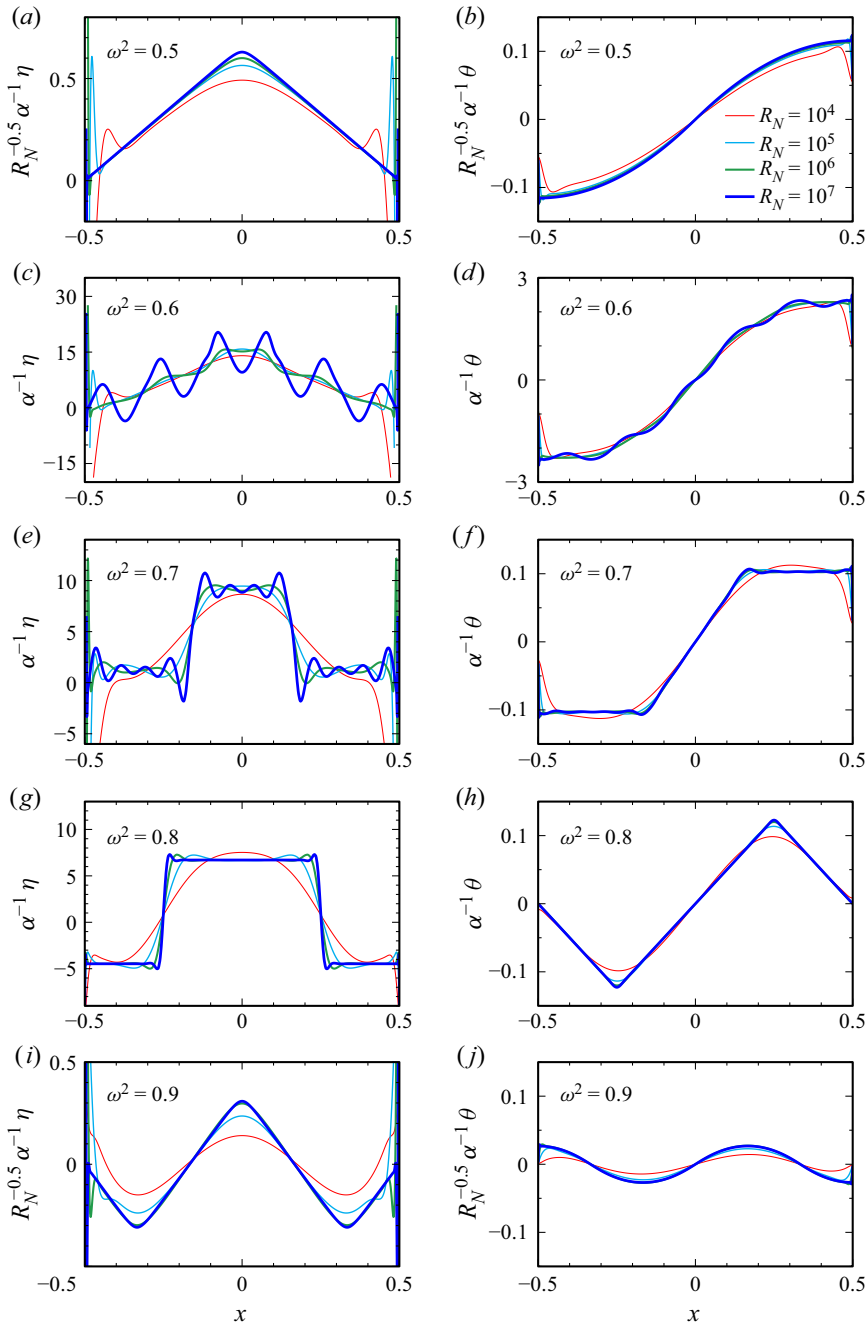 (a) (b)
ω² = 0.5 ω² = 0.5
0.5 0.1
0 0
−0.1
R_N^{−0.5} α^{−1} η R_N^{−0.5} α^{−1} θ
R_N = 10⁴
R_N = 10⁵
R_N = 10⁶
R_N = 10⁷
−0.5 0 0.5 −0.5 0 0.5
(c) (d)
ω² = 0.6 ω² = 0.6
30 3
15
0 0
−15 −3
α^{−1} η α^{−1} θ
−0.5 0 0.5 −0.5 0 0.5
(e) (f)
ω² = 0.7 ω² = 0.7
10 0.1
5
0 0
−5 −0.1
α^{−1} η α^{−1} θ
−0.5 0 0.5 −0.5 0 0.5
(g) (h)
ω² = 0.8 ω² = 0.8
10 0.1
5
0 0
−5 −0.1
α^{−1} η α^{−1} θ
−0.5 0 0.5 −0.5 0 0.5
(i) (j)
ω² = 0.9 ω² = 0.9
0.5 0.1
0 0
−0.5 −0.1
R_N^{−0.5} α^{−1} η R_N^{−0.5} α^{−1} θ
−0.5 0 0.5 −0.5 0 0.5
x x